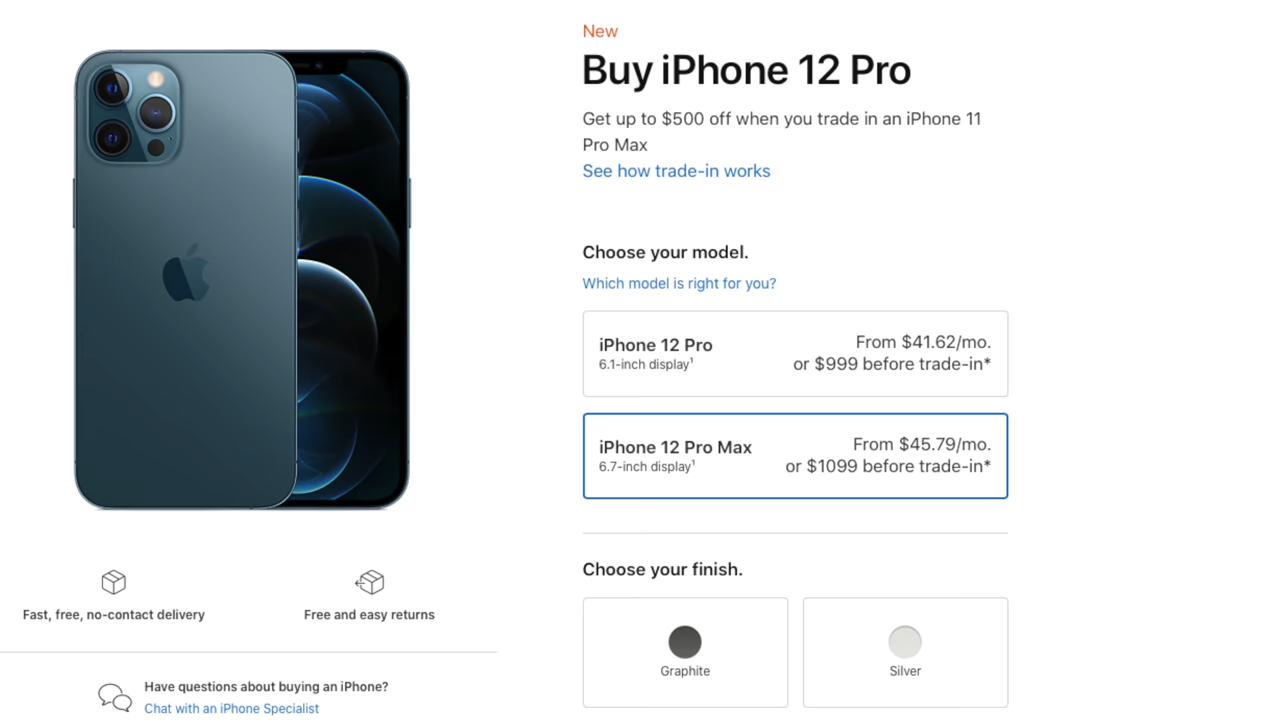 New
Buy iPhone 12 Pro
Get up to $500 off when you trade in an iPhone 11
Pro Max
See how trade-in works
Choose your model.
Which model is right for you?
iPhone 12 Pro
6.1-inch display¹
From $41.62/mo.
or $999 before trade-in*
iPhone 12 Pro Max
6.7-inch display¹
From $45.79/mo.
or $1099 before trade-in*
Choose your finish.
Graphite
Silver
Fast, free, no-contact delivery
Free and easy returns
Have questions about buying an iPhone?
Chat with an iPhone Specialist